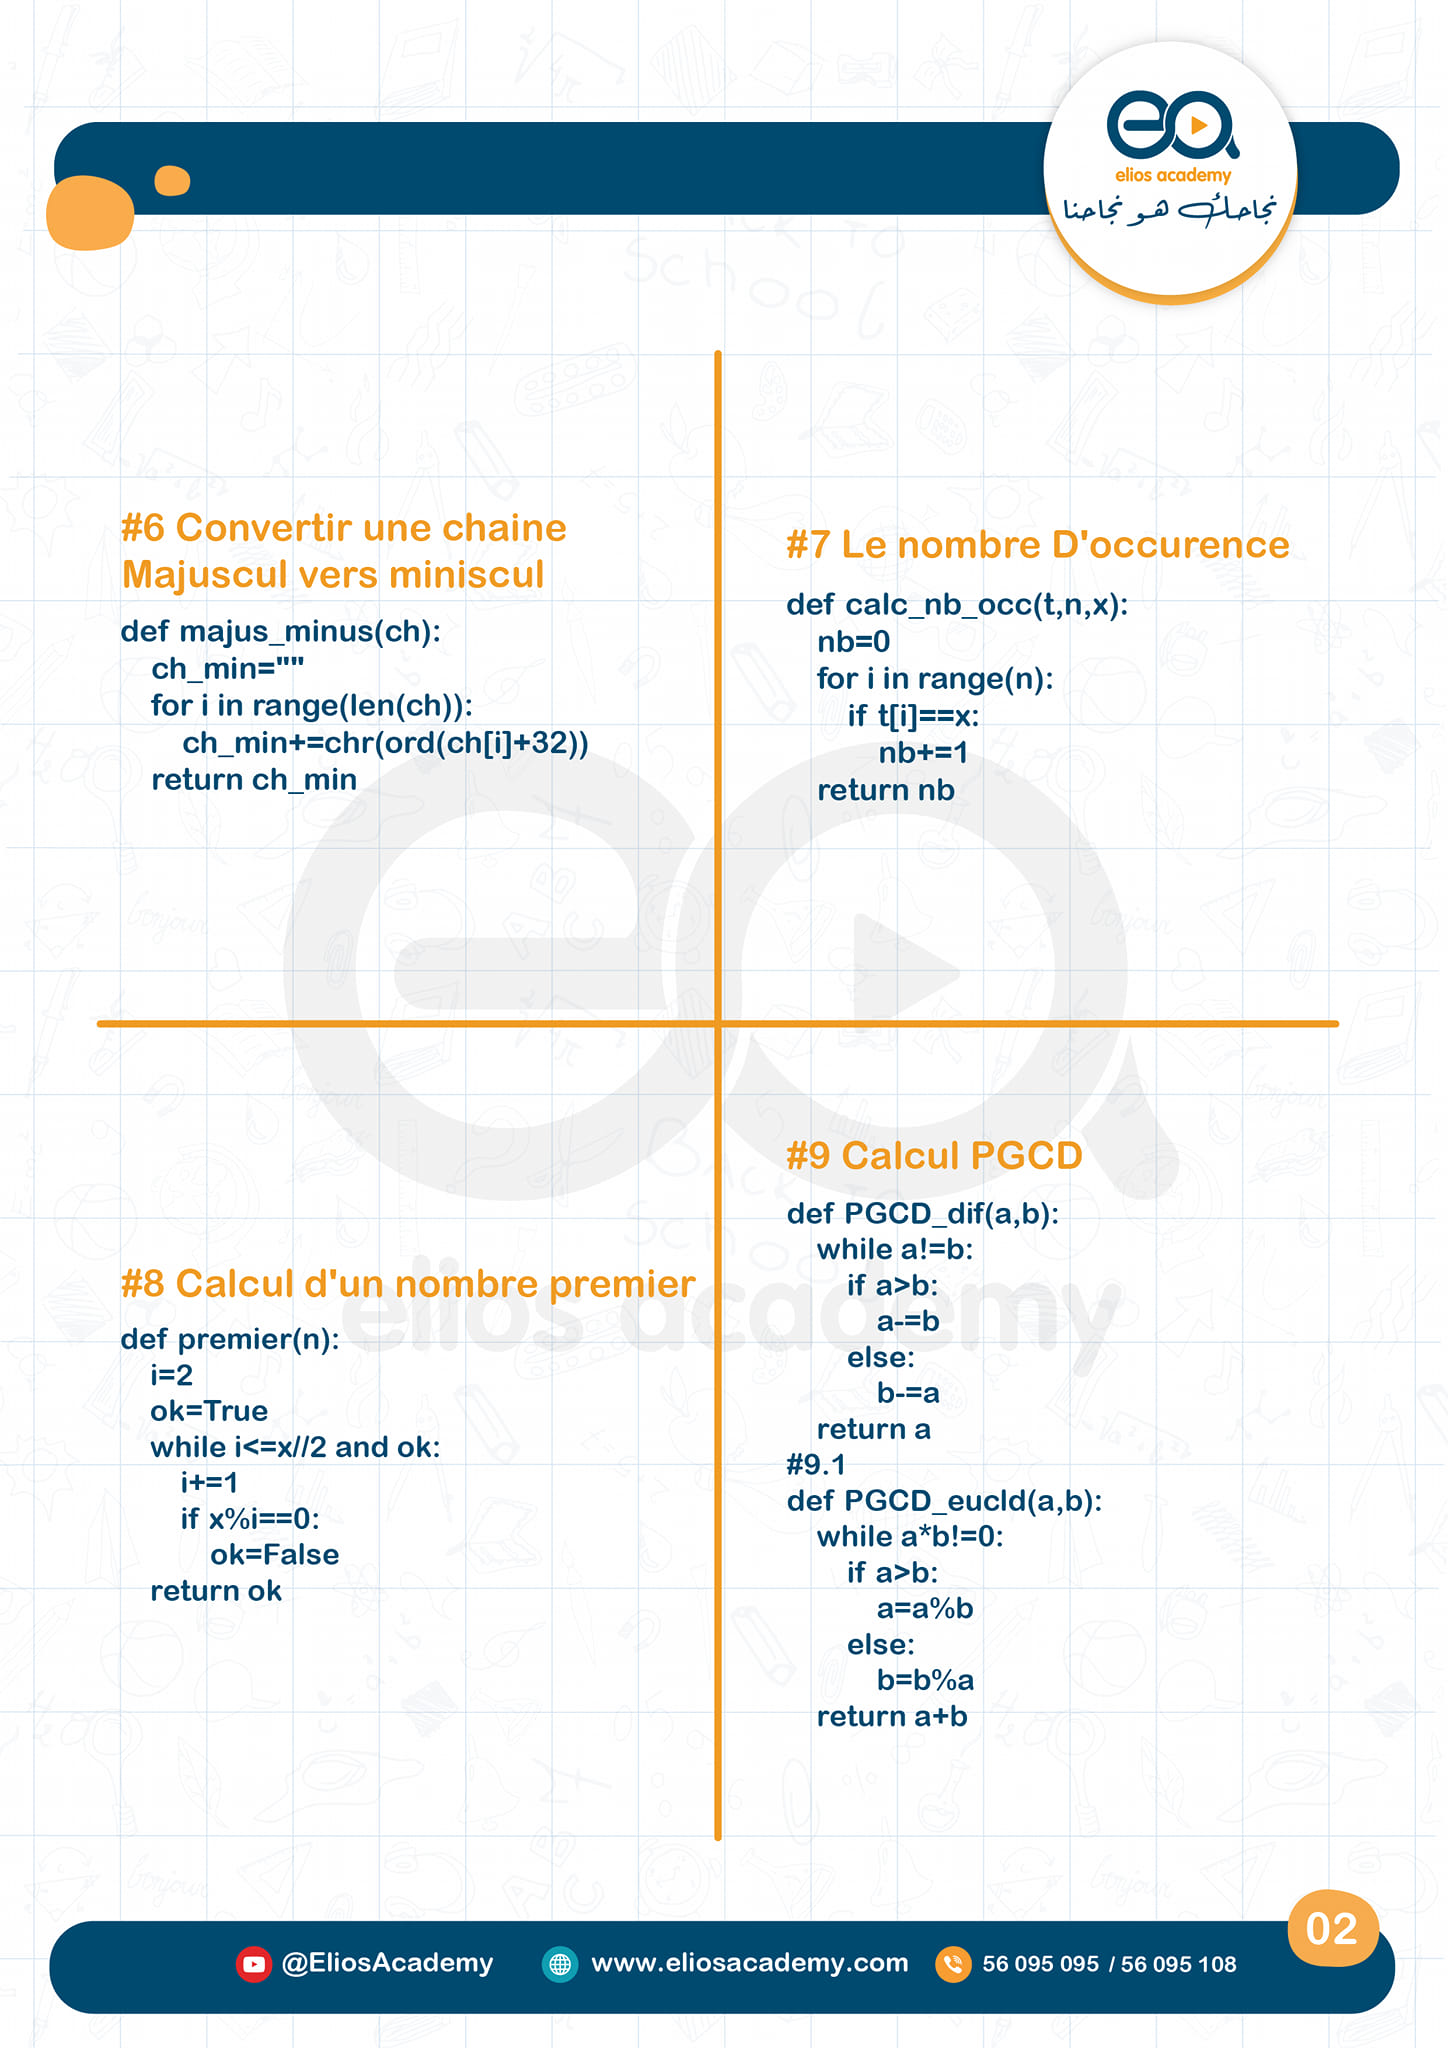 elios academy
نجاحك هو نجاحنا
#6 Convertir une chaine
Majuscul vers miniscul
def majus_minus(ch):
ch_min=""
for i in range(len(ch)):
ch_min+=chr(ord(ch[i]+32))
return ch_min
#7 Le nombre D'occurence
def calc_nb_occ(t,n,x):
nb=0
for i in range(n):
if t[i]==x:
nb+=1
return nb
#8 Calcul d'un nombre premier
def premier(n):
i=2
ok=True
while i<=x//2 and ok:
i+=1
if x%i==0:
ok=False
return ok
#9 Calcul PGCD
def PGCD_dif(a,b):
while a!=b:
if a>b:
a-=b
else:
b-=a
return a
#9.1
def PGCD_eucld(a,b):
while a*b!=0:
if a>b:
a=a%b
else:
b=b%a
return a+b
elios academy
02
@EliosAcademy
www.eliosacademy.com
56 095 095 / 56 095 108